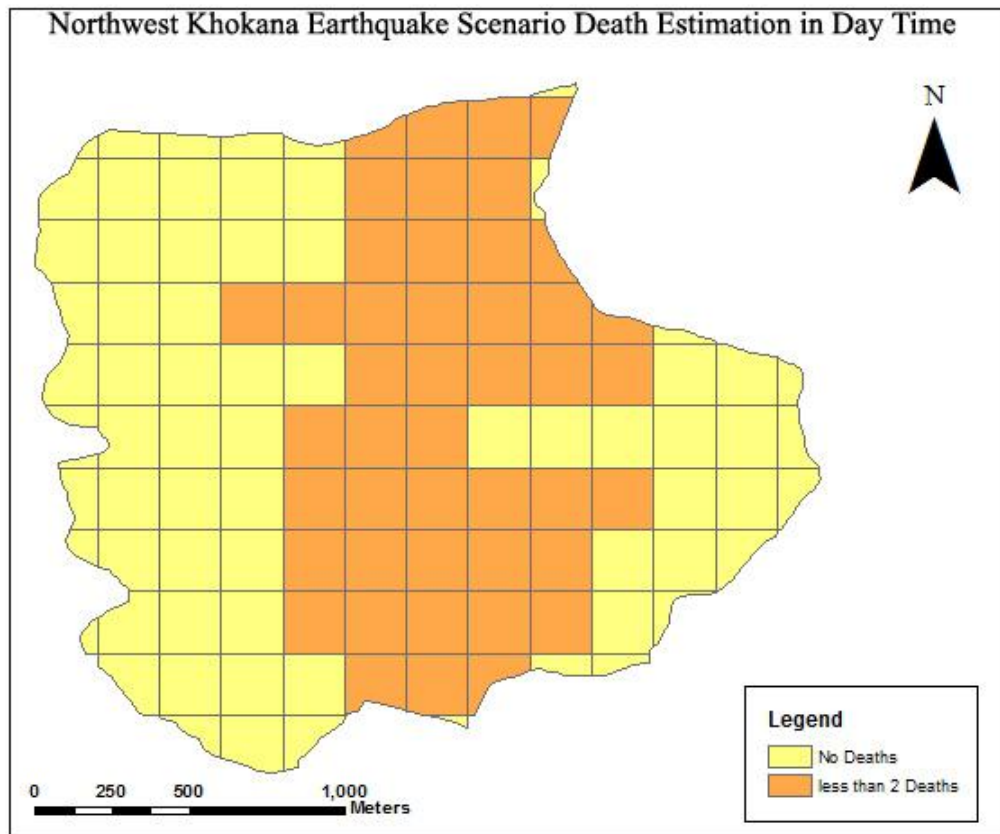 Northwest Khokana Earthquake Scenario Death Estimation in Day Time
N
Legend
No Deaths
less than 2 Deaths
0 250 500 1,000
Meters